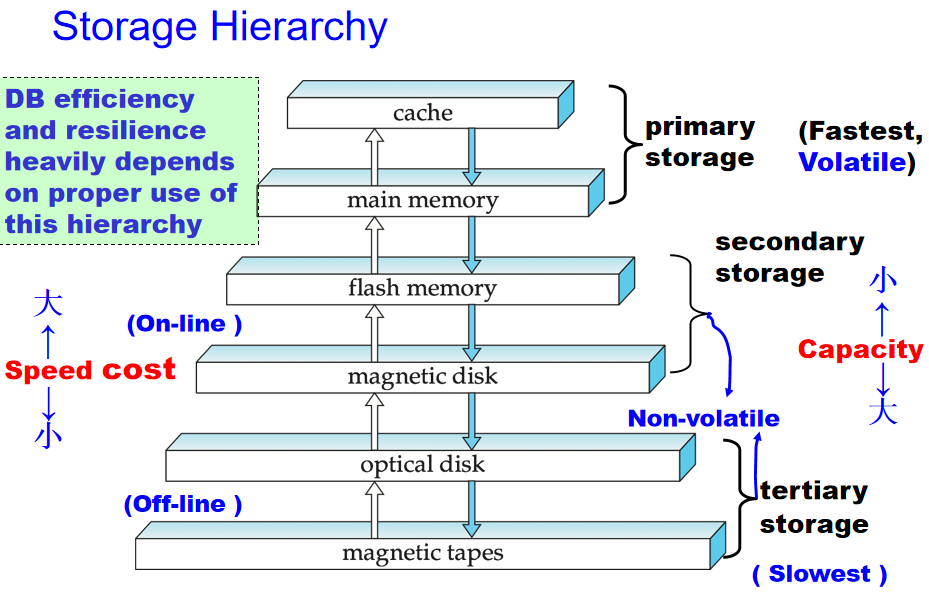 Storage Hierarchy
DB efficiency
and resilience
heavily depends
on proper use of
this hierarchy
cache
main memory
flash memory
magnetic disk
optical disk
magnetic tapes
primary
storage
(Fastest,
Volatile)
secondary
storage
(On-line )
大
Speed cost
小
小
Capacity
大
Non-volatile
(Off-line )
tertiary
storage
( Slowest )